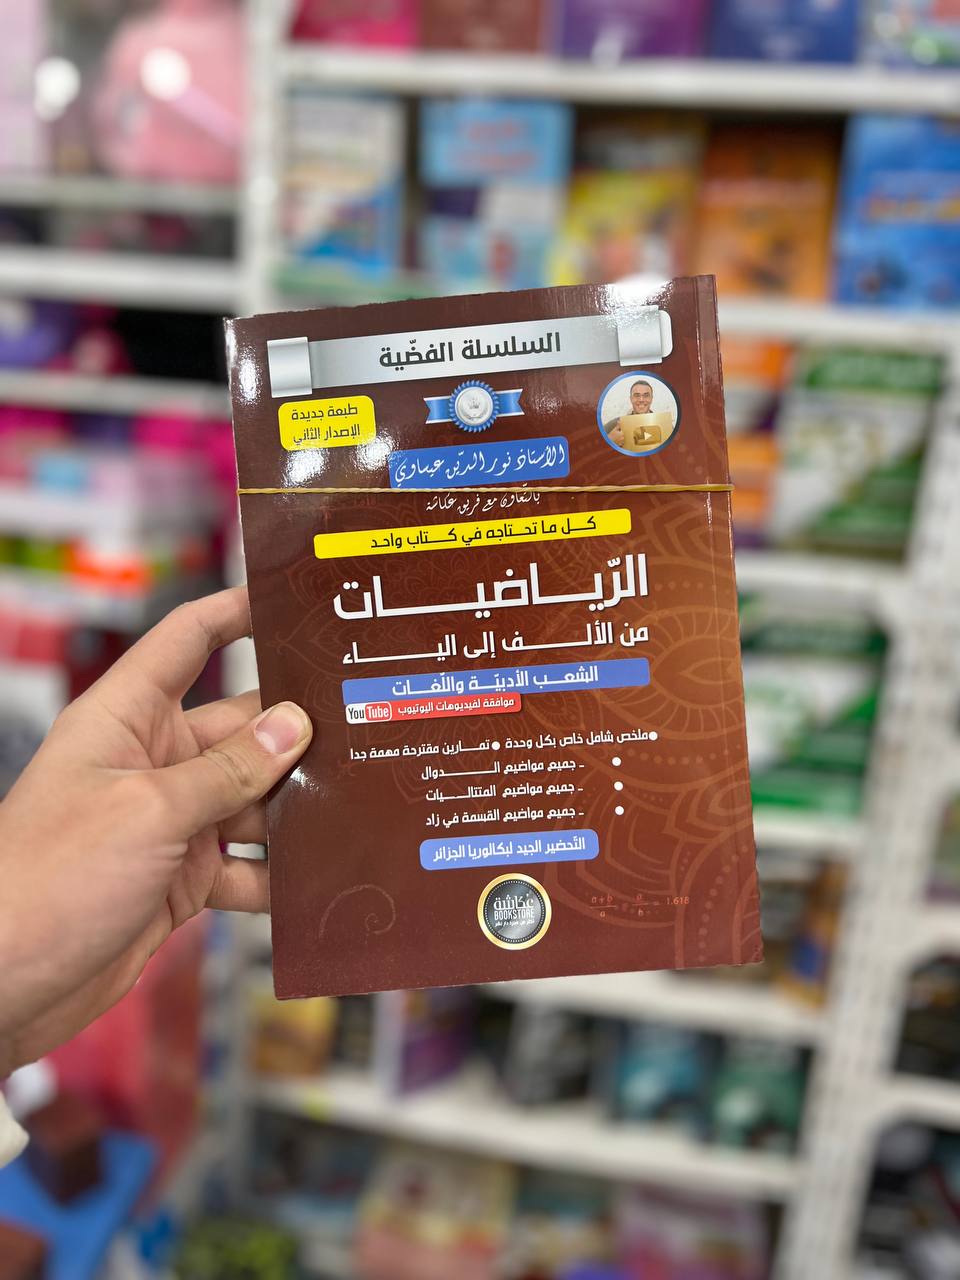 السلسلة الفضّية
طبعة جديدة
الإصدار الثاني
الأستاذ نور الدين عيساوي
بالتعاون مع فريق عكاشة
كل ما تحتاجه في كتاب واحد
الرّياضيات
من الألف إلى الياء
الشعب الأدبيّة واللّغات
موافقة لفيديوهات اليوتيوب YouTube
●ملخص شامل خاص بكل وحدة ●تمارين مقترحة مهمة جدا
● - جميع مواضيع الدوال
● - جميع مواضيع المتتاليات
● - جميع مواضيع القسمة في زاد
التّحضير الجيد لبكالوريا الجزائر
عكاشة
BOOKSTORE
a+b/a = a/b = 1.618